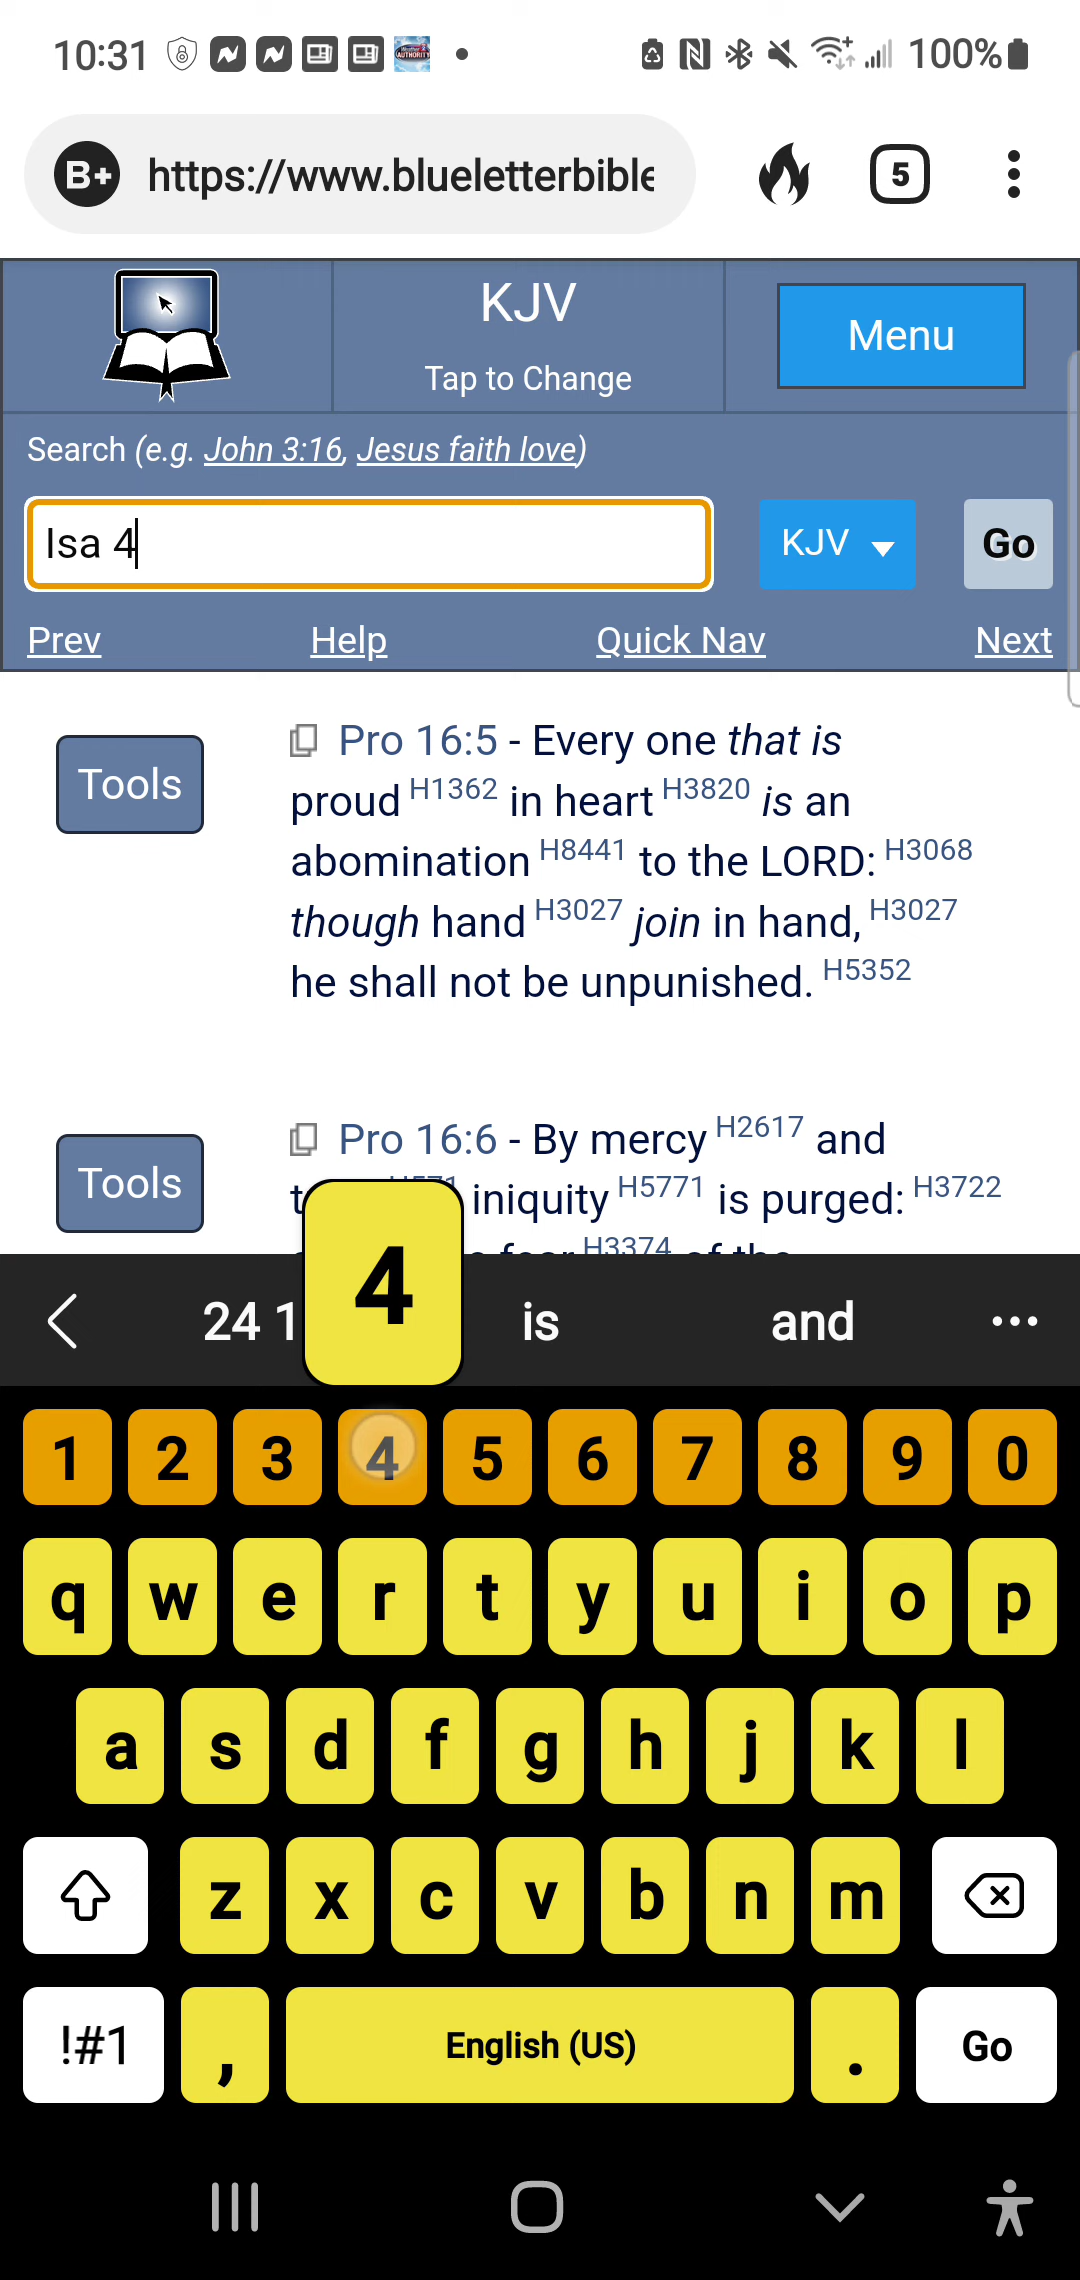 10:31 100%
B+ https://www.blueletterbible 5
KJV
Tap to Change
Menu
Search (e.g. John 3:16, Jesus faith love)
Isa 4 KJV Go
Prev Help Quick Nav Next
Tools
Pro 16:5 - Every one that is
proud H1362 in heart H3820 is an
abomination H8441 to the LORD: H3068
though hand H3027 join in hand, H3027
he shall not be unpunished. H5352
Tools
Pro 16:6 - By mercy H2617 and
iniquity H5771 is purged: H3722
fear H3374 of the
24 1 4 is and
1 2 3 4 5 6 7 8 9 0
q w e r t y u i o p
a s d f g h j k l
z x c v b n m
!#1 , English (US) . Go